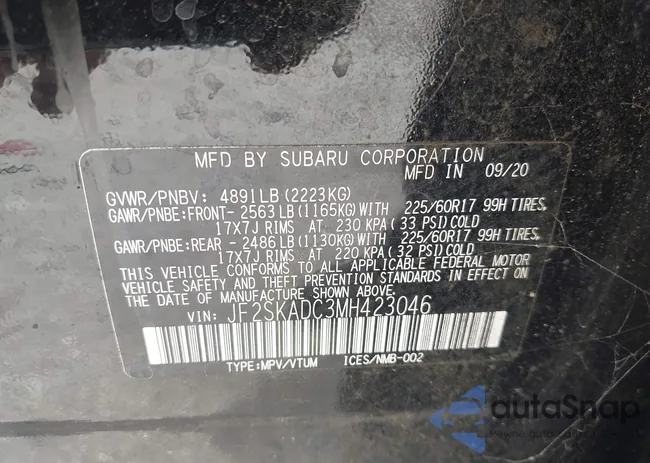 MFD BY SUBARU CORPORATION
MFD IN 09/20
GVWR/PNBV: 4891LB(2223KG)
GAWR/PNBE:FRONT-2563LB(1165KG)WITH 225/60R17 99H TIRES,
17X7J RIMS AT 230 KPA (33 PSI)COLD
GAWR/PNBE:REAR -2486LB(1130KG)WITH 225/60R17 99H TIRES,
17X7J RIMS AT 220 KPA(32 PSI)COLD
THIS VEHICLE CONFORMS TO ALL APPLICABLE FEDERAL MOTOR
VEHICLE SAFETY AND THEFT PREVENTION STANDARDS IN EFFECT ON
THE DATE OF MANUFACTURE SHOWN ABOVE.
VIN: JF2SKADC3MH423046
TYPE:MPV/VTUM ICES/NMB-002
autoSnap